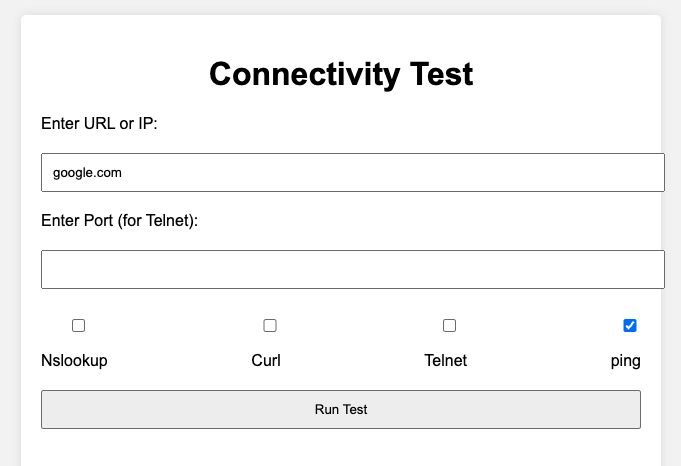 Connectivity Test
Enter URL or IP:
google.com
Enter Port (for Telnet):
Nslookup Curl Telnet ping
Run Test